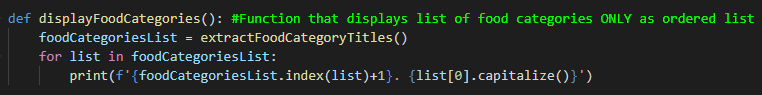 def displayFoodCategories(): #Function that displays list of food categories ONLY as ordered list
    foodCategoriesList = extractFoodCategoryTitles()
    for list in foodCategoriesList:
        print(f'{foodCategoriesList.index(list)+1}. {list[0].capitalize()}')